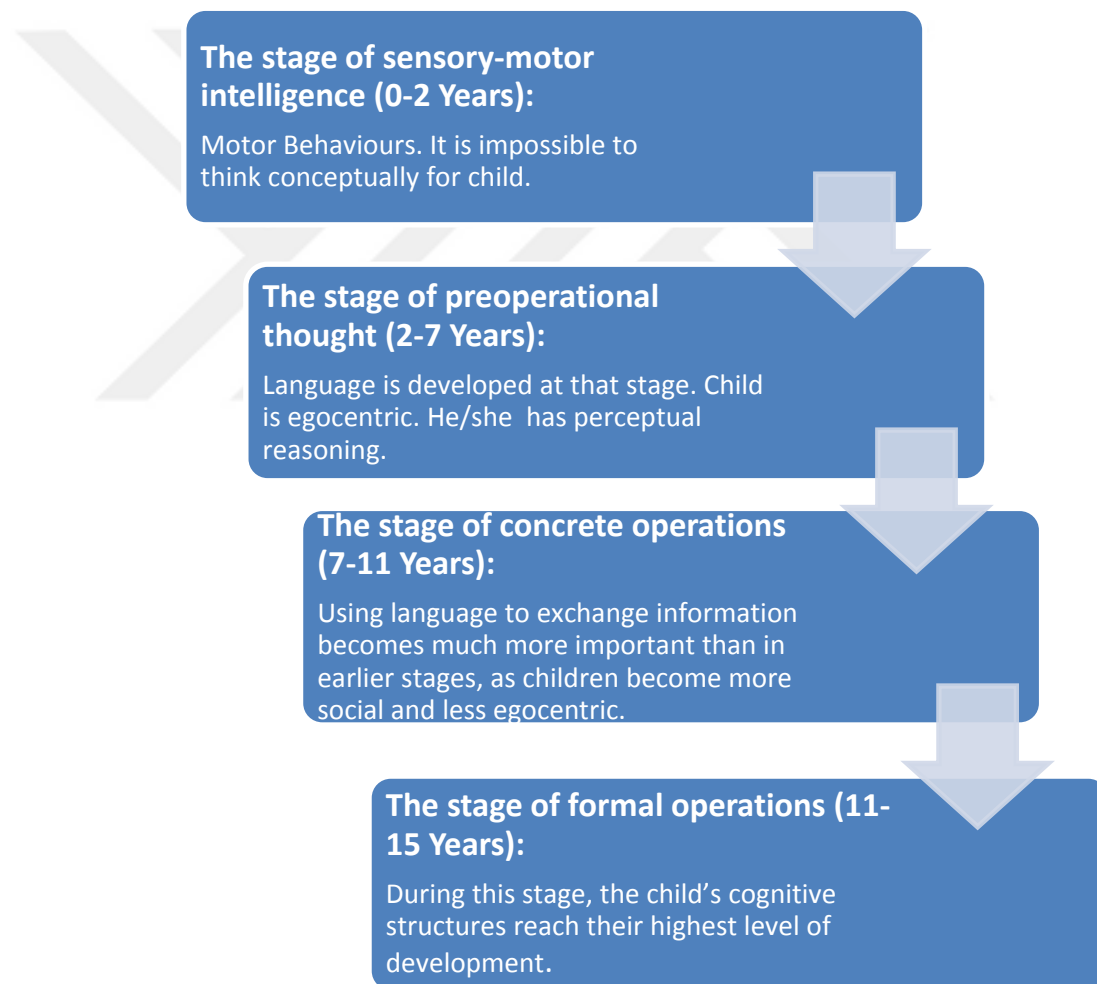 The stage of sensory-motor
intelligence (0-2 Years):
Motor Behaviours. It is impossible to
think conceptually for child.
The stage of preoperational
thought (2-7 Years):
Language is developed at that stage. Child
is egocentric. He/she  has perceptual
reasoning.
The stage of concrete operations
(7-11 Years):
Using language to exchange information
becomes much more important than in
earlier stages, as children become more
social and less egocentric.
The stage of formal operations (11-
15 Years):
During this stage, the child’s cognitive
structures reach their highest level of
development.